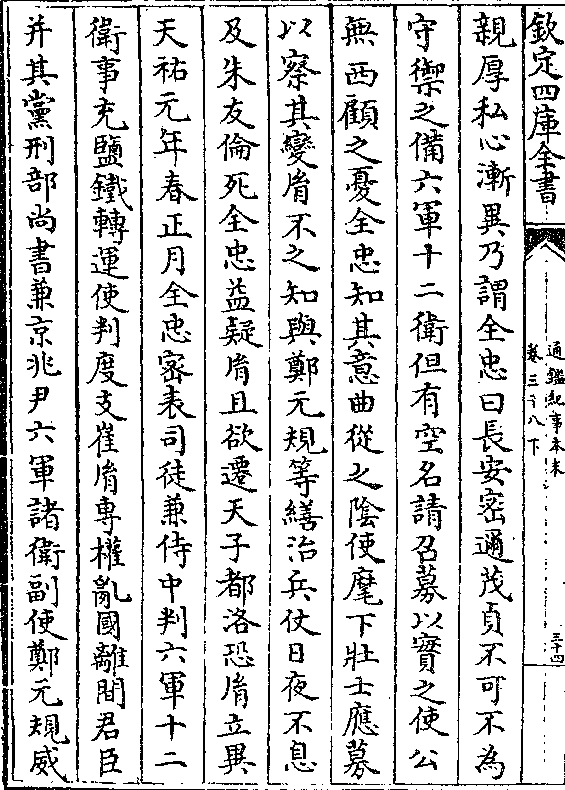 欽定四庫全書
通鑑紀事本末
卷三十八下
三十四
親厚私心漸異乃謂全忠曰長安密邇茂貞不可不為
守禦之備六軍十二衛但有空名請召募以實之使公
無西顧之憂全忠知其意曲從之陰使麾下壯士應募
以察其變胤不之知與鄭元規等繕治兵仗日夜不息
及朱友倫死全忠益疑胤且欲遷天子都洛恐胤立異
天祐元年春正月全忠密表司徒兼侍中判六軍十二
衛事充鹽鐵轉運使判度支崔胤專權亂國離間君臣
并其黨刑部尚書兼京兆尹六軍諸衛副使鄭元規威